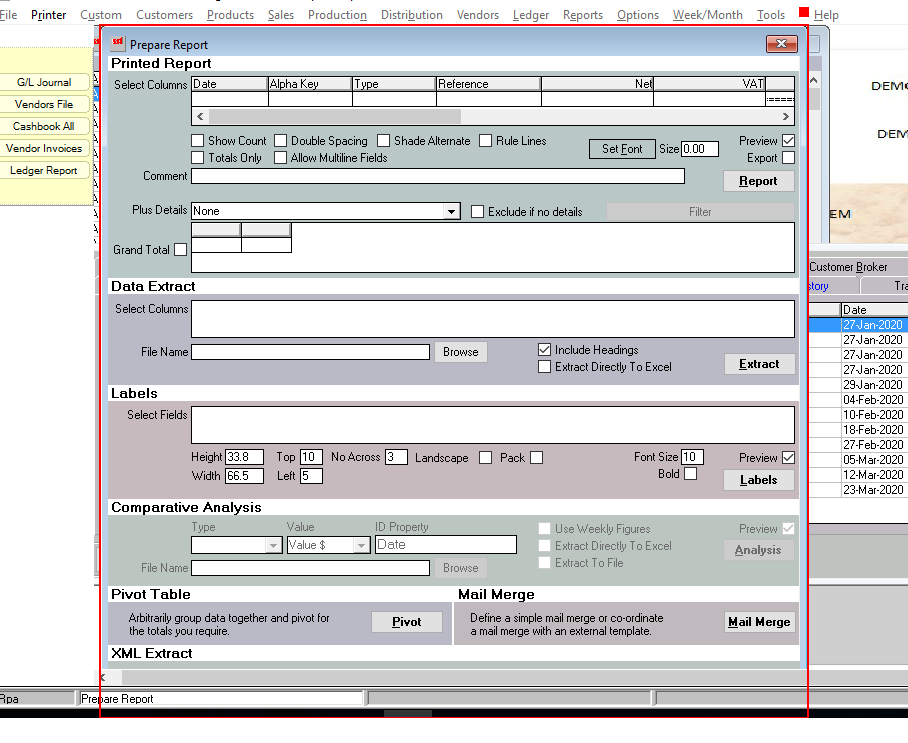 File Printer Custom Customers Products Sales Production Distribution Vendors Ledger Reports Options Week/Month Tools Help
G/L Journal
Vendors File
Cashbook All
Vendor Invoices
Ledger Report
Prepare Report
Printed Report
Select Columns Date Alpha Key Type Reference Net VAT
Show Count Double Spacing Shade Alternate Rule Lines
Totals Only Allow Multiline Fields
Set Font Size 0.00
Preview
Export
Comment
Report
Plus Details None Exclude if no details Filter
Grand Total
Data Extract
Select Columns
File Name Browse
Include Headings
Extract Directly To Excel
Extract
Labels
Select Fields
Height 33.8 Top 10 No Across 3 Landscape Pack Font Size 10 Preview
Width 66.5 Left 5 Bold Labels
Comparative Analysis
Type Value ID Property
Value $ Date
Use Weekly Figures Preview
Extract Directly To Excel Analysis
Extract To File
File Name Browse
Pivot Table
Arbitrarily group data together and pivot for
the totals you require.
Pivot
Mail Merge
Define a simple mail merge or co-ordinate
a mail merge with an external template.
Mail Merge
XML Extract
DEMO
DEM
EM
Customer Broker
story Tra
Date
27-Jan-2020
27-Jan-2020
27-Jan-2020
27-Jan-2020
29-Jan-2020
04-Feb-2020
10-Feb-2020
18-Feb-2020
27-Feb-2020
05-Mar-2020
12-Mar-2020
23-Mar-2020
Rpa Prepare Report